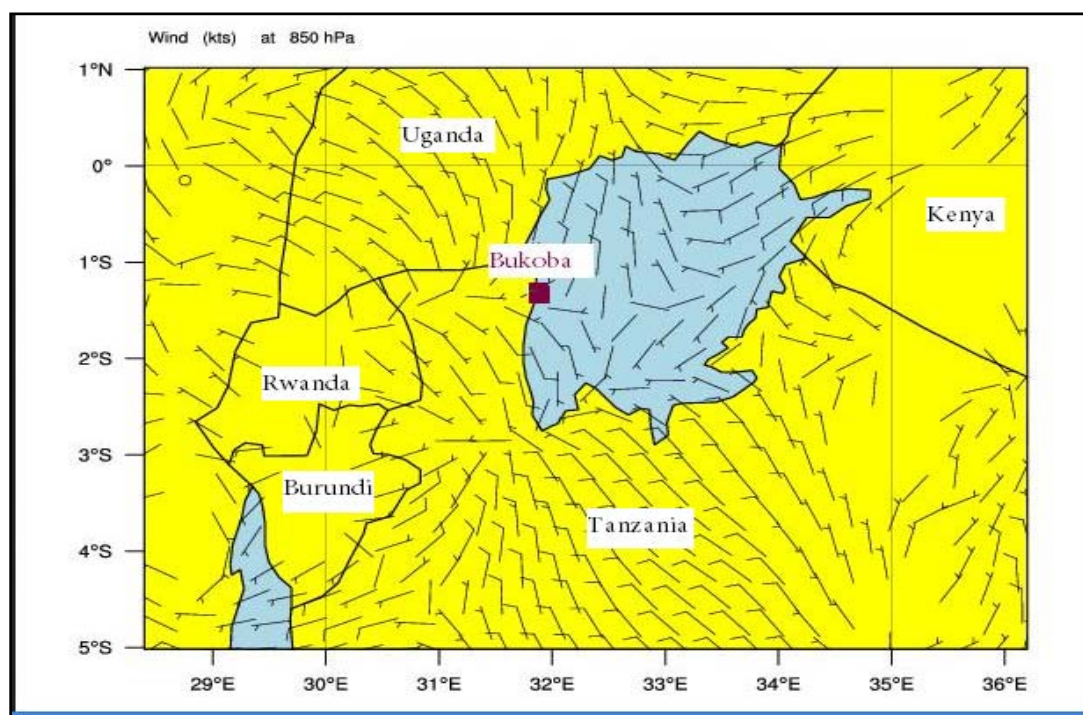 Wind (kts) at 850 hPa
1°N
Uganda
0°
Kenya
1°S
Bukoba
2°S
Rwanda
3°S
Burundi
Tanzania
4°S
5°S
29°E 30°E 31°E 32°E 33°E 34°E 35°E 36°E